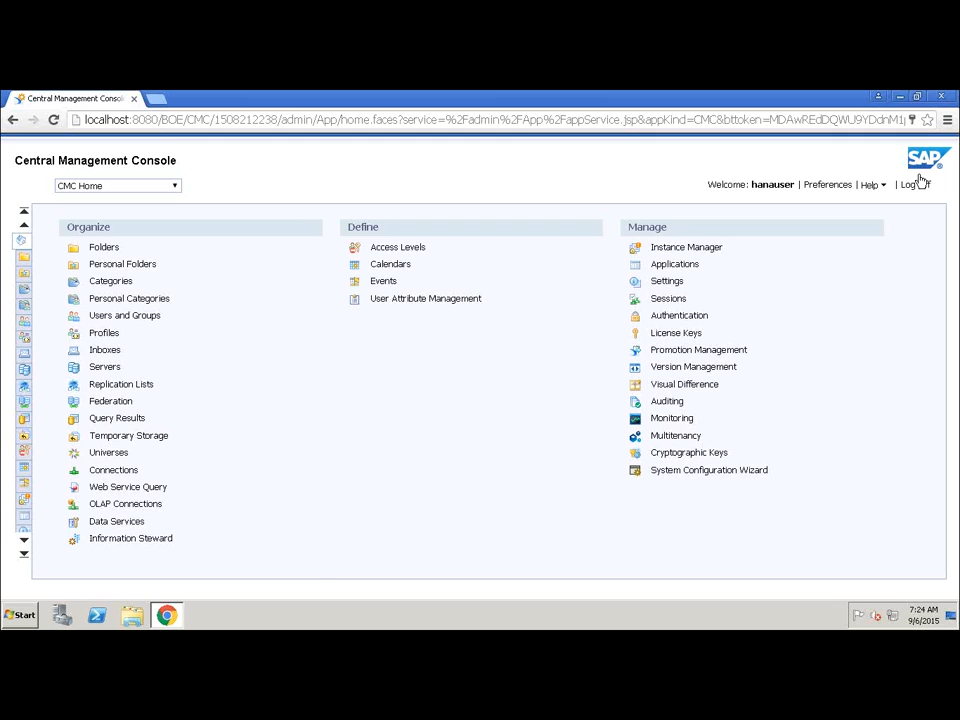 Central Management Conso
localhost:8080/BOE/CMC/1508212238/admin/App/home.faces?service=%2Fadmin%2FApp%2FappService.jsp&appKind=CMC&bttoken=MDAwREdDQWU9YDdnM1
Central Management Console
SAP
CMC Home
Welcome: hanauser | Preferences | Help | Log Off
Organize
Folders
Personal Folders
Categories
Personal Categories
Users and Groups
Profiles
Inboxes
Servers
Replication Lists
Federation
Query Results
Temporary Storage
Universes
Connections
Web Service Query
OLAP Connections
Data Services
Information Steward
Define
Access Levels
Calendars
Events
User Attribute Management
Manage
Instance Manager
Applications
Settings
Sessions
Authentication
License Keys
Promotion Management
Version Management
Visual Difference
Auditing
Monitoring
Multitenancy
Cryptographic Keys
System Configuration Wizard
Start
7:24 AM
9/6/2015